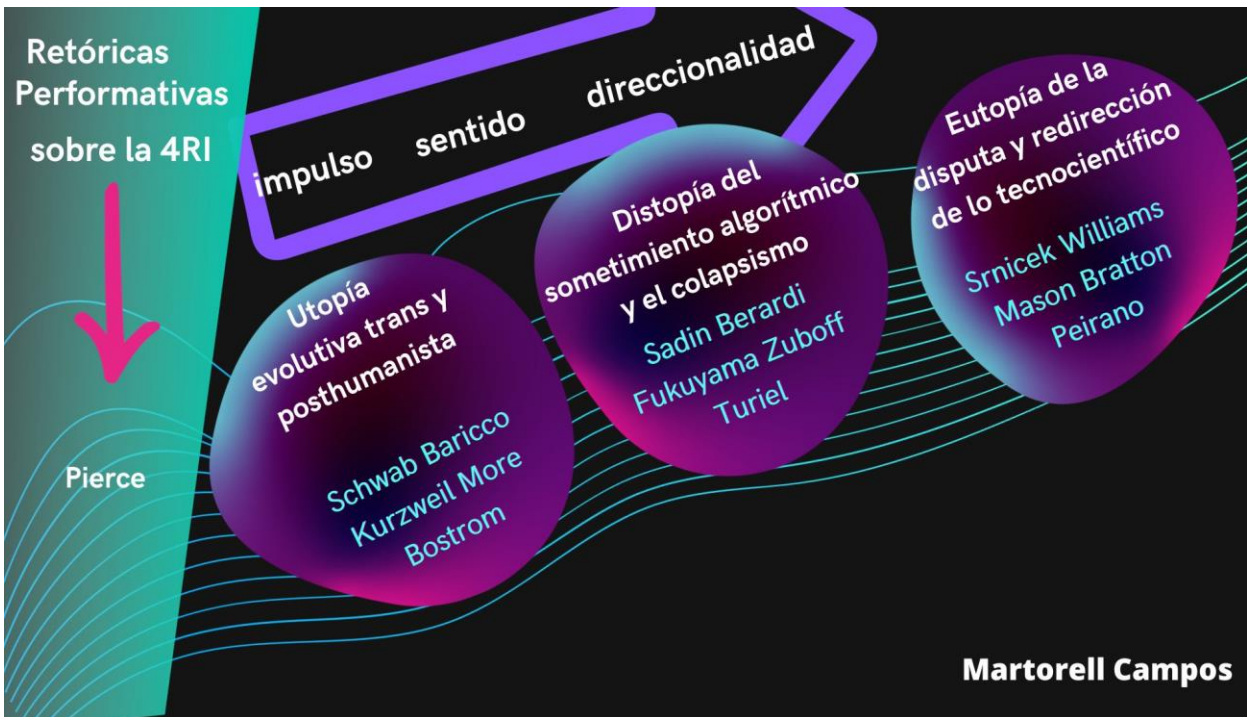 Retóricas
Performativas
sobre la 4RI
Pierce
impulso sentido direccionalidad
Utopía
evolutiva trans y
posthumanista
Schwab Baricco
Kurzweil More
Bostrom
Distopía del
sometimiento algorítmico
y el colapsismo
Sadin Berardi
Fukuyama Zuboff
Turiel
Eutopía de la
disputa y redirección
de lo tecnocientífico
Srnicek Williams
Mason Bratton
Peirano
Martorell Campos